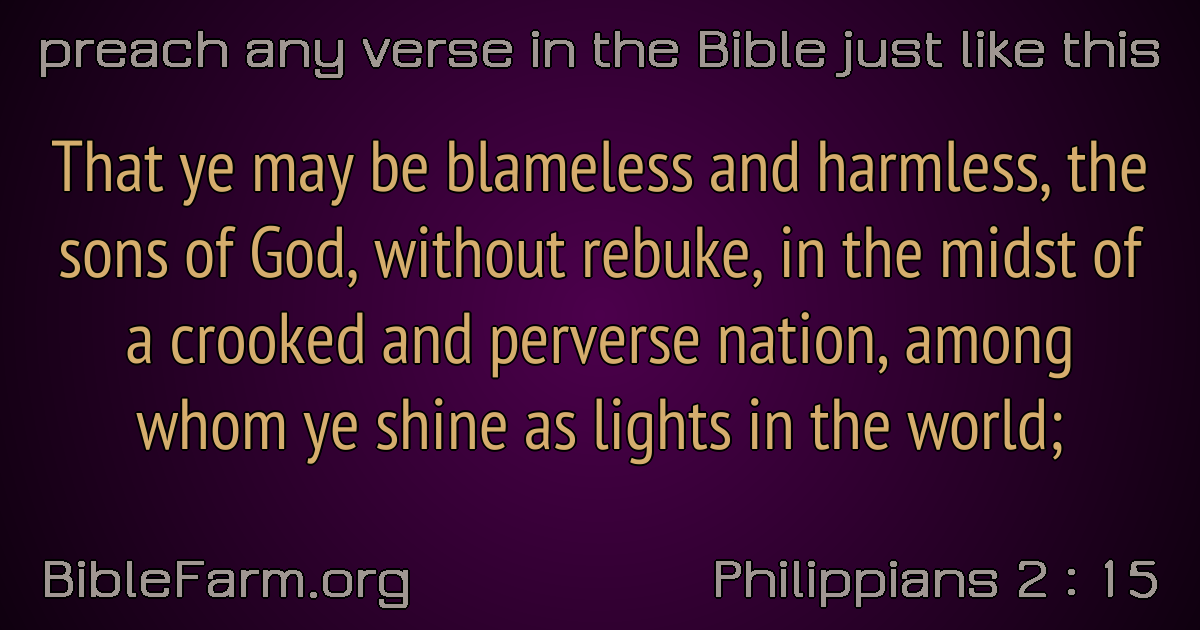 preach any verse in the Bible just like this
That ye may be blameless and harmless, the
sons of God, without rebuke, in the midst of
a crooked and perverse nation, among
whom ye shine as lights in the world;
BibleFarm.org
Philippians 2 : 15